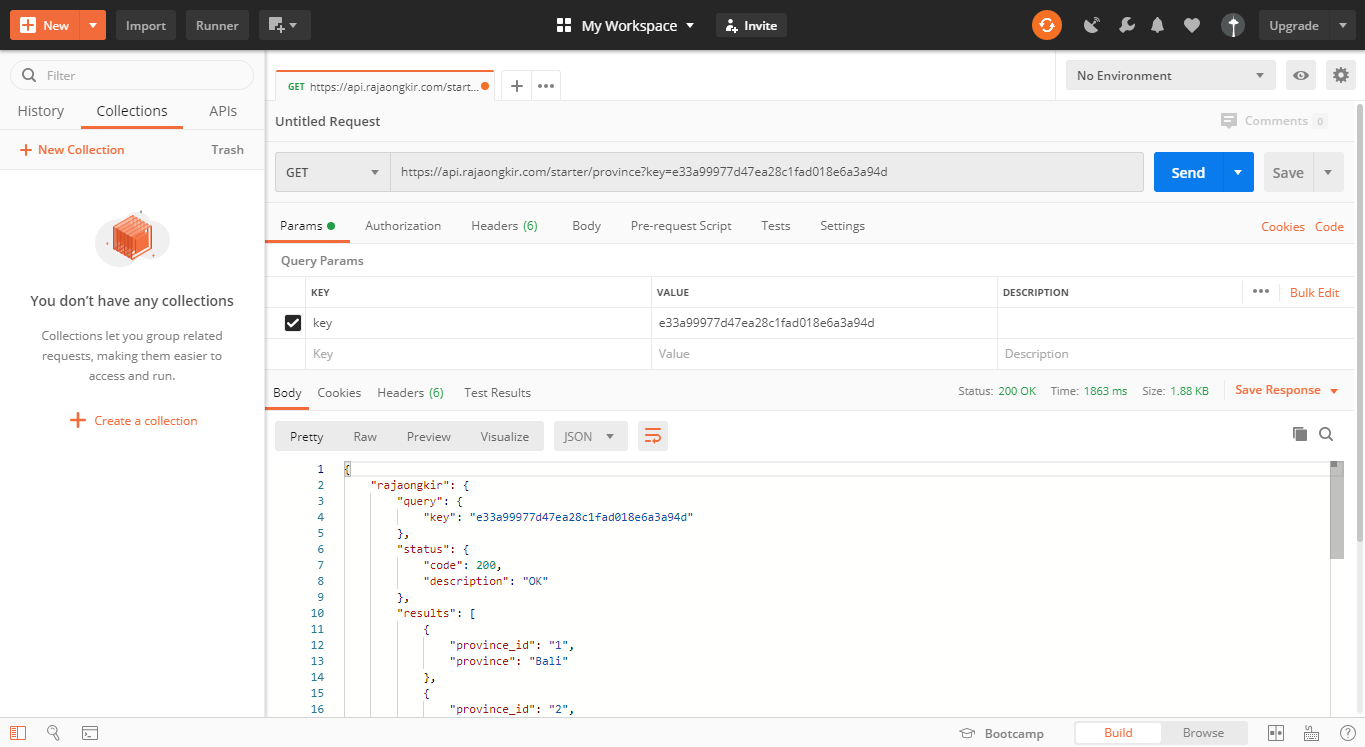 New Import Runner My Workspace Invite Upgrade
Filter
History Collections APIs
New Collection Trash
You don't have any collections
Collections let you group related
requests, making them easier to
access and run.
Create a collection
GET https://api.rajaongkir.com/start... No Environment
Untitled Request Comments 0
GET https://api.rajaongkir.com/starter/province?key=e33a99977d47ea28c1fad018e6a3a94d Send Save
Params Authorization Headers (6) Body Pre-request Script Tests Settings Cookies Code
Query Params
KEY VALUE DESCRIPTION Bulk Edit
key e33a99977d47ea28c1fad018e6a3a94d
Key Value Description
Body Cookies Headers (6) Test Results Status: 200 OK Time: 1863 ms Size: 1.88 KB Save Response
Pretty Raw Preview Visualize JSON
1 {
2 "rajaongkir": {
3 "query": {
4 "key": "e33a99977d47ea28c1fad018e6a3a94d"
5 },
6 "status": {
7 "code": 200,
8 "description": "OK"
9 },
10 "results": [
11 {
12 "province_id": "1",
13 "province": "Bali"
14 },
15 {
16 "province_id": "2",
Bootcamp Build Browse